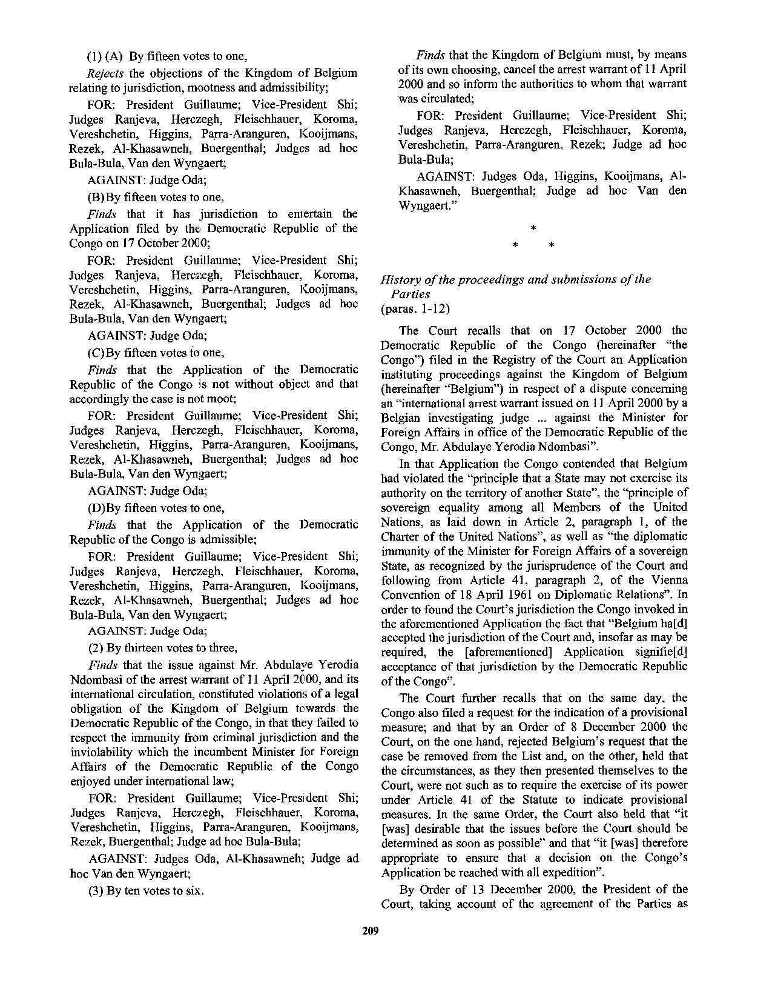 (1) (A) By fifteen votes to one,
Rejects the objections of the Kingdom of Belgium
relating to jurisdiction, mootness and admissibility;
FOR: President Guillaume; Vice-President Shi;
Judges Ranjeva, Herczegh, Fleischhauer, Koroma,
Vereshchetin, Higgins, Parra-Aranguren, Kooijmans,
Rezek, Al-Khasawneh, Buergenthal; Judges ad hoc
Bula-Bula, Van den Wyngaert;
AGAINST: Judge Oda;
(B) By fifteen votes to one,
Finds that it has jurisdiction to entertain the
Application filed by the Democratic Republic of the
Congo on 17 October 2000;
FOR: President Guillaume; Vice-President Shi;
Judges Ranjeva, Herczegh, Fleischhauer, Koroma,
Vereshchetin, Higgins, Parra-Aranguren, Kooijmans,
Rezek, Al-Khasawneh, Buergenthal; Judges ad hoc
Bula-Bula, Van den Wyngaert;
AGAINST: Judge Oda;
(C) By fifteen votes to one,
Finds that the Application of the Democratic
Republic of the Congo is not without object and that
accordingly the case is not moot;
FOR: President Guillaume; Vice-President Shi;
Judges Ranjeva, Herczegh, Fleischhauer, Koroma,
Vereshchetin, Higgins, Parra-Aranguren, Kooijmans,
Rezek, Al-Khasawneh, Buergenthal; Judges ad hoc
Bula-Bula, Van den Wyngaert;
AGAINST: Judge Oda;
(D) By fifteen votes to one,
Finds that the Application of the Democratic
Republic of the Congo is admissible;
FOR: President Guillaume; Vice-President Shi;
Judges Ranjeva, Herczegh, Fleischhauer, Koroma,
Vereshchetin, Higgins, Parra-Aranguren, Kooijmans,
Rezek, Al-Khasawneh, Buergenthal; Judges ad hoc
Bula-Bula, Van den Wyngaert;
AGAINST: Judge Oda;
(2) By thirteen votes to three,
Finds that the issue against Mr. Abdulaye Yerodia
Ndombasi of the arrest warrant of 11 April 2000, and its
international circulation, constituted violations of a legal
obligation of the Kingdom of Belgium towards the
Democratic Republic of the Congo, in that they failed to
respect the immunity from criminal jurisdiction and the
inviolability which the incumbent Minister for Foreign
Affairs of the Democratic Republic of the Congo
enjoyed under international law;
FOR: President Guillaume; Vice-President Shi;
Judges Ranjeva, Herczegh, Fleischhauer, Koroma,
Vereshchetin, Higgins, Parra-Aranguren, Kooijmans,
Rezek, Buergenthal; Judge ad hoc Bula-Bula;
AGAINST: Judges Oda, Al-Khasawneh; Judge ad
hoc Van den Wyngaert;
(3) By ten votes to six,
Finds that the Kingdom of Belgium must, by means
of its own choosing, cancel the arrest warrant of 11 April
2000 and so inform the authorities to whom that warrant
was circulated;
FOR: President Guillaume; Vice-President Shi;
Judges Ranjeva, Herczegh, Fleischhauer, Koroma,
Vereshchetin, Parra-Aranguren, Rezek; Judge ad hoc
Bula-Bula;
AGAINST: Judges Oda, Higgins, Kooijmans, Al-
Khasawneh, Buergenthal; Judge ad hoc Van den
Wyngaert.”
*
* *
History of the proceedings and submissions of the
Parties
(paras. 1-12)
The Court recalls that on 17 October 2000 the
Democratic Republic of the Congo (hereinafter “the
Congo”) filed in the Registry of the Court an Application
instituting proceedings against the Kingdom of Belgium
(hereinafter “Belgium”) in respect of a dispute concerning
an “international arrest warrant issued on 11 April 2000 by a
Belgian investigating judge ... against the Minister for
Foreign Affairs in office of the Democratic Republic of the
Congo, Mr. Abdulaye Yerodia Ndombasi”.
In that Application the Congo contended that Belgium
had violated the “principle that a State may not exercise its
authority on the territory of another State”, the “principle of
sovereign equality among all Members of the United
Nations, as laid down in Article 2, paragraph 1, of the
Charter of the United Nations”, as well as “the diplomatic
immunity of the Minister for Foreign Affairs of a sovereign
State, as recognized by the jurisprudence of the Court and
following from Article 41, paragraph 2, of the Vienna
Convention of 18 April 1961 on Diplomatic Relations”. In
order to found the Court’s jurisdiction the Congo invoked in
the aforementioned Application the fact that “Belgium ha[d]
accepted the jurisdiction of the Court and, insofar as may be
required, the [aforementioned] Application signifie[d]
acceptance of that jurisdiction by the Democratic Republic
of the Congo”.
The Court further recalls that on the same day, the
Congo also filed a request for the indication of a provisional
measure; and that by an Order of 8 December 2000 the
Court, on the one hand, rejected Belgium’s request that the
case be removed from the List and, on the other, held that
the circumstances, as they then presented themselves to the
Court, were not such as to require the exercise of its power
under Article 41 of the Statute to indicate provisional
measures. In the same Order, the Court also held that “it
[was] desirable that the issues before the Court should be
determined as soon as possible” and that “it [was] therefore
appropriate to ensure that a decision on the Congo’s
Application be reached with all expedition”.
By Order of 13 December 2000, the President of the
Court, taking account of the agreement of the Parties as
209